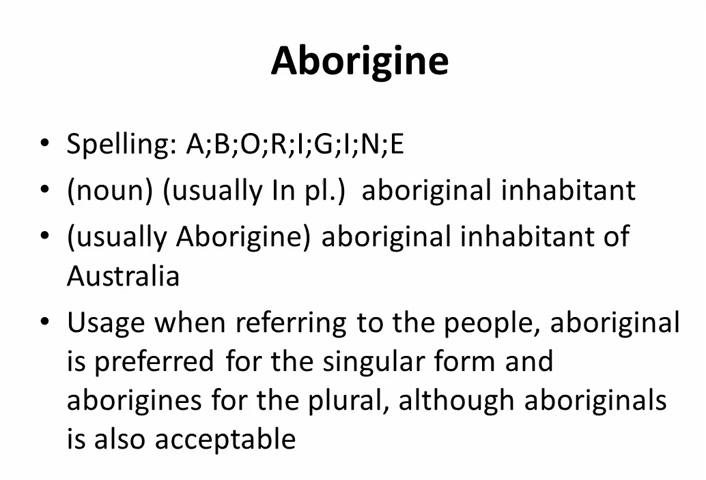 Aborigine
• Spelling: A;B;O;R;I;G;I;N;E
• (noun) (usually In pl.) aboriginal inhabitant
• (usually Aborigine) aboriginal inhabitant of
Australia
• Usage when referring to the people, aboriginal
is preferred for the singular form and
aborigines for the plural, although aboriginals
is also acceptable